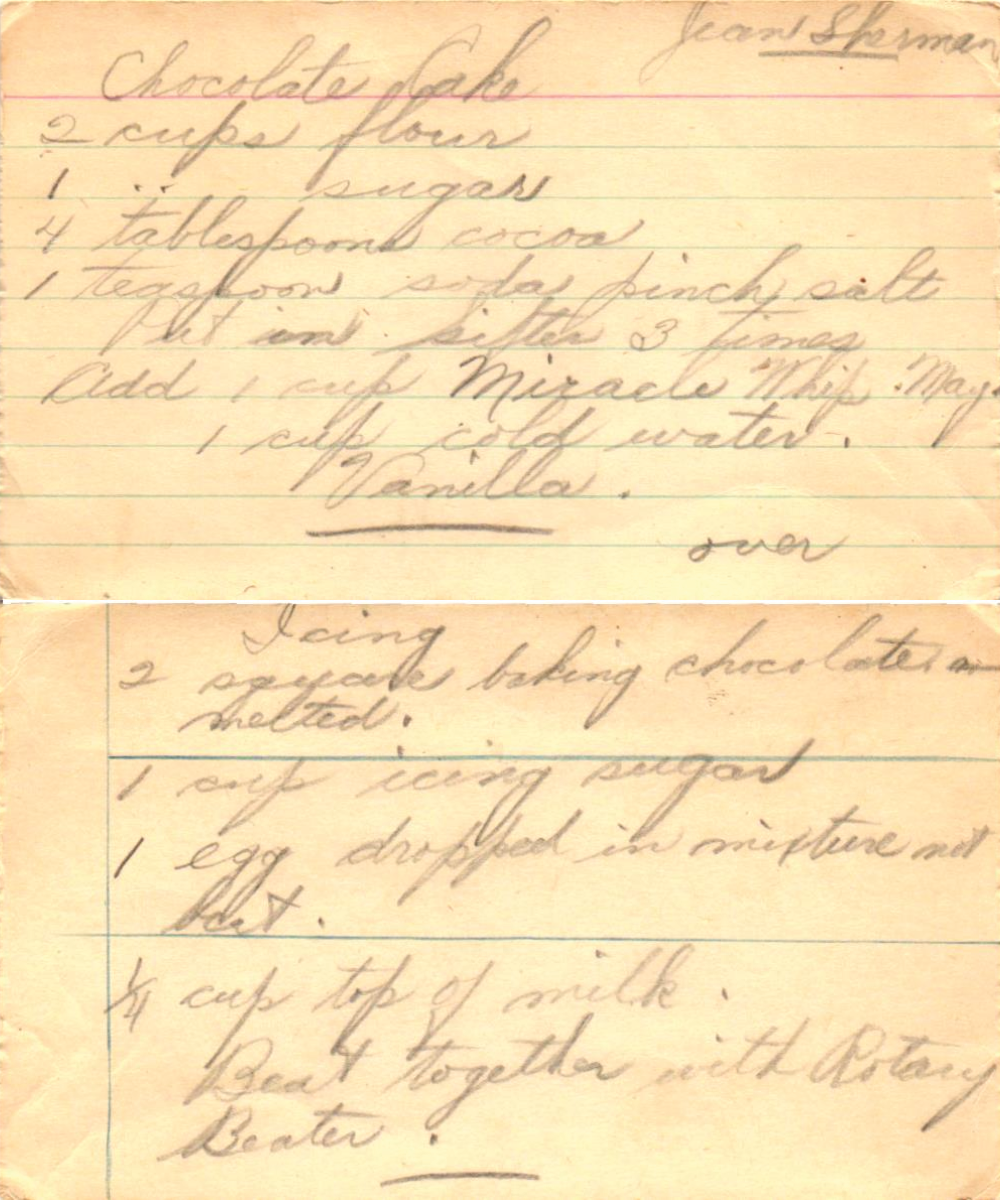 Jean Sherman
Chocolate Cake
2 cups flour
1 " sugar
4 tablespoons cocoa
1 teaspoon soda pinch salt
Put in sifter 3 times
Add 1 cup Miracle Whip. May.
1 cup cold water.
Vanilla.
over
Icing
2 square baking chocolate
melted.
1 cup icing sugar
1 egg dropped in mixture not
beat.
1/4 cup top of milk.
Beat together with Rotary
Beater.